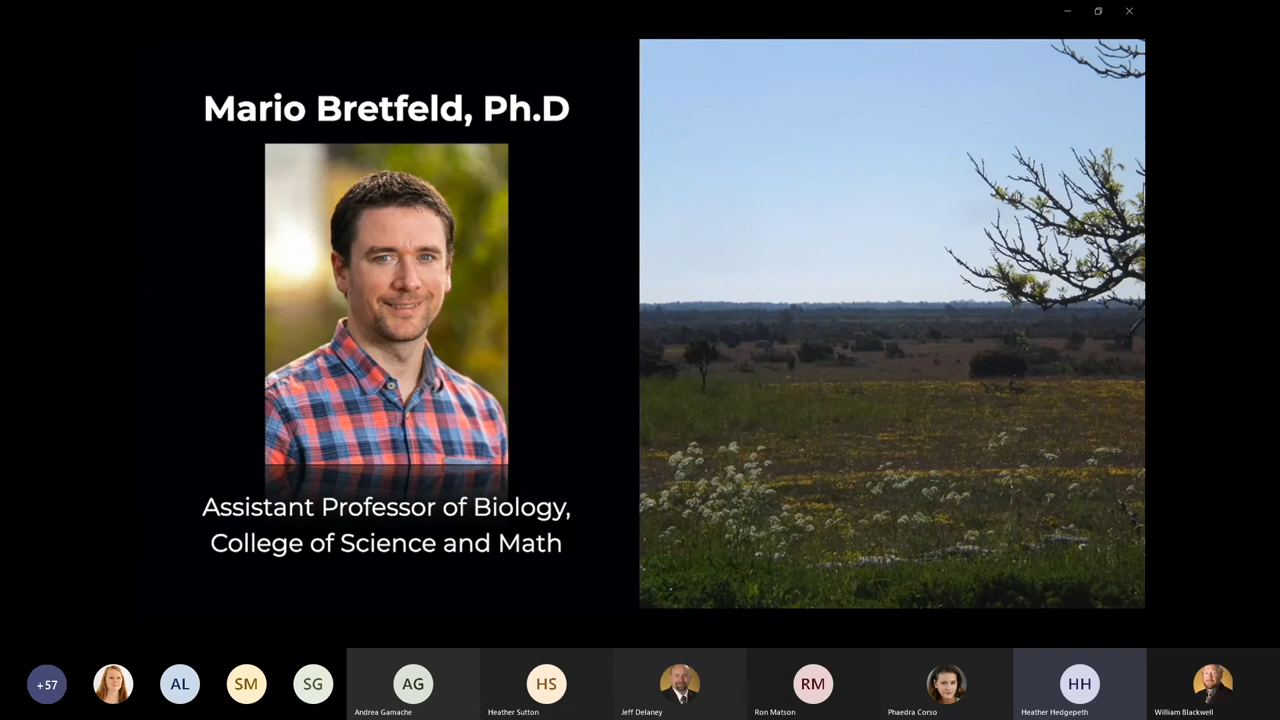 Mario Bretfeld, Ph.D
Assistant Professor of Biology,
College of Science and Math
+57
AL
SM
SG
AG
HS
RM
HH
Andrea Gamache
Heather Sutton
Jeff Delaney
Ron Matson
Phaedra Corso
Heather Hedgepeth
William Blackwell